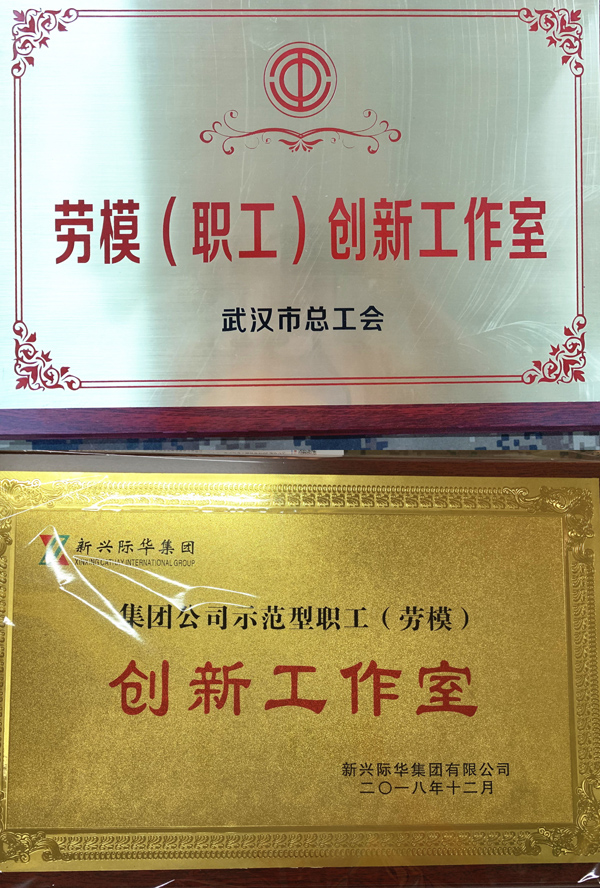 劳模（职工）创新工作室
武汉市总工会
新兴际华集团
XINXING CATHAY INTERNATIONAL GROUP
集团公司示范型职工（劳模）
创新工作室
新兴际华集团有限公司
二〇一八年十二月